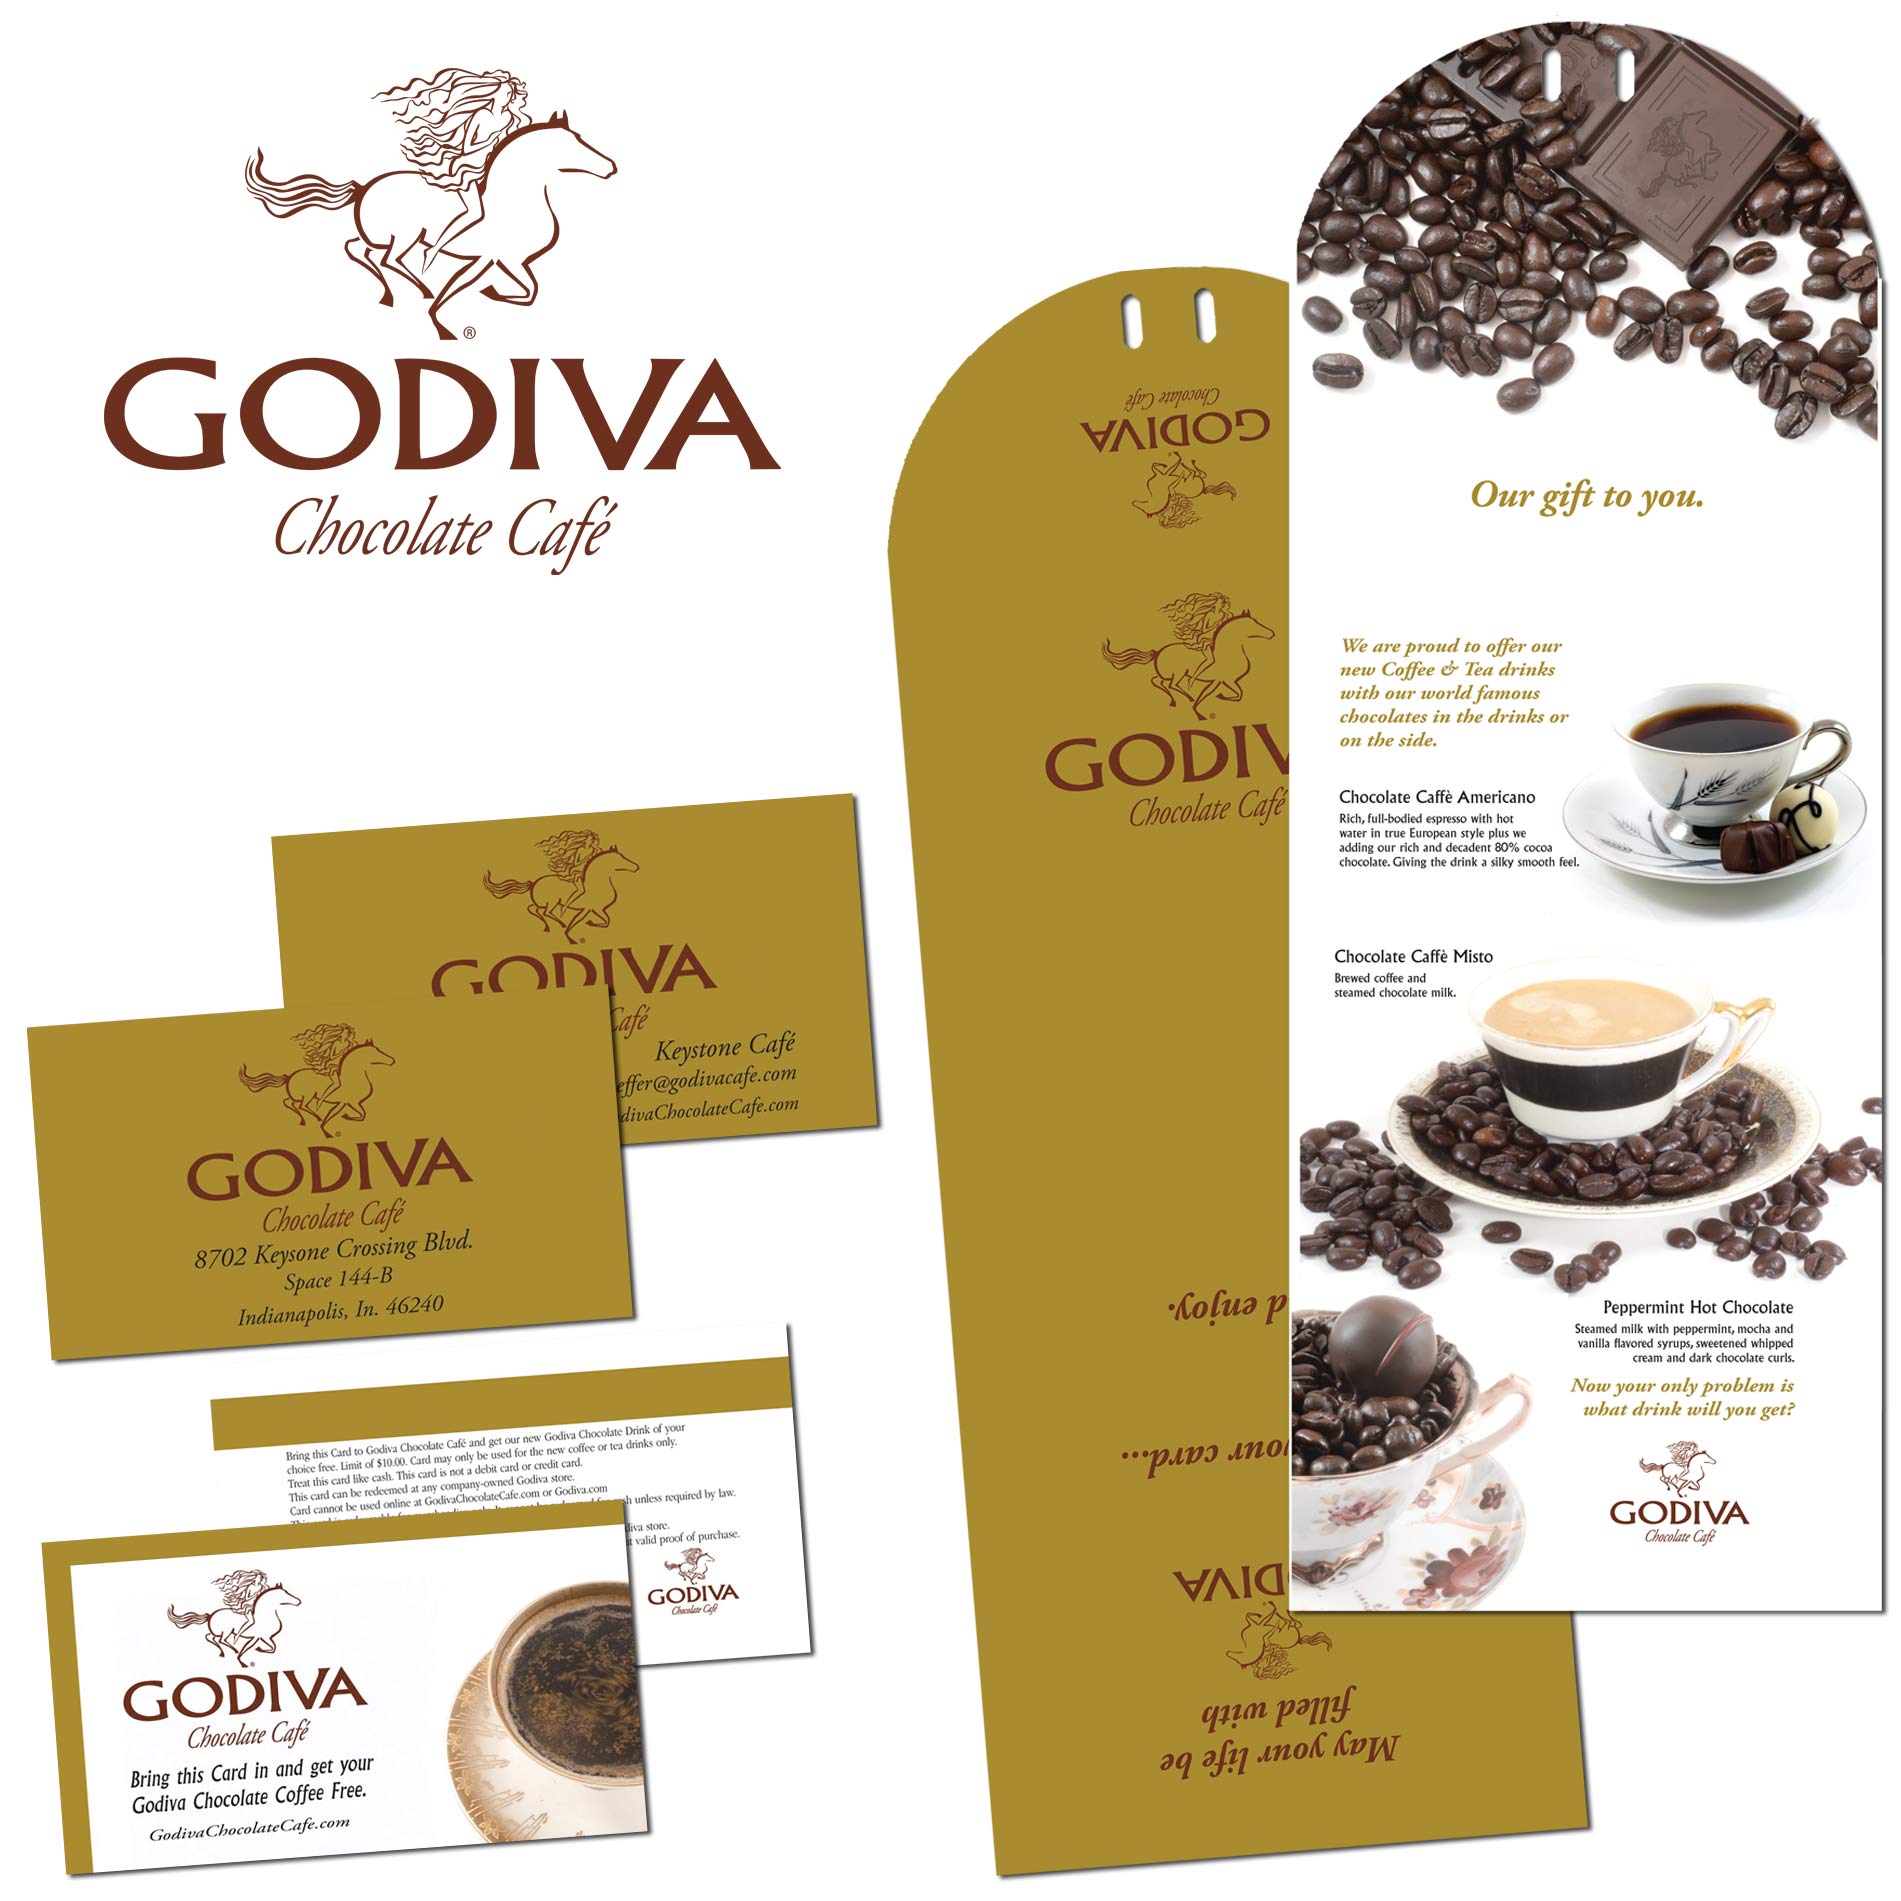 GODIVA
Chocolate Café
Our gift to you.
We are proud to offer our
new Coffee & Tea drinks
with our world famous
chocolates in the drinks or
on the side.
Chocolate Caffè Americano
Rich, full-bodied espresso with hot
water in true European style plus we
adding our rich and decadent 80% cocoa
chocolate. Giving the drink a silky smooth feel.
Chocolate Caffè Misto
Brewed coffee and
steamed chocolate milk.
Peppermint Hot Chocolate
Steamed milk with peppermint, mocha and
vanilla flavored syrups, sweetened whipped
cream and dark chocolate curls.
Now your only problem is
what drink will you get?
GODIVA
Chocolate Café
GODIVA
Chocolate Café
GODIV
Chocolate Café
enjoy.
your card...
May your life be
filled with
GODIVA
Café
Keystone Café
effer@godivacafe.com
divaChocolateCafe.com
GODIVA
Chocolate Café
8702 Keysone Crossing Blvd.
Space 144-B
Indianapolis, In. 46240
Bring this Card to Godiva Chocolate Café and get our new Godiva Chocolate Drink of your
choice free. Limit of $10.00. Card may only be used for the new coffee or tea drinks only.
Treat this card like cash. This card is not a debit card or credit card.
This card can be redeemed at any company-owned Godiva store.
Card cannot be used online at GodivaChocolateCafe.com or Godiva.com
unless required by law.
diva store.
valid proof of purchase.
GODIVA
Chocolate Café
GODIVA
Chocolate Café
Bring this Card in and get your
Godiva Chocolate Coffee Free.
GodivaChocolateCafe.com